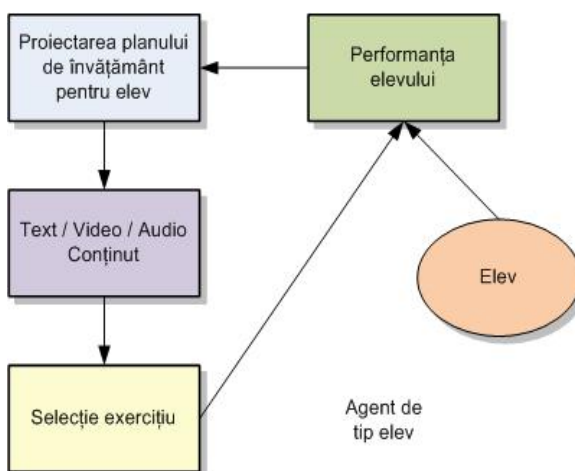 Proiectarea planului
de învățământ
pentru elev
Performanța
elevului
Text / Video / Audio
Conținut
Elev
Selecție exercițiu
Agent de
tip elev